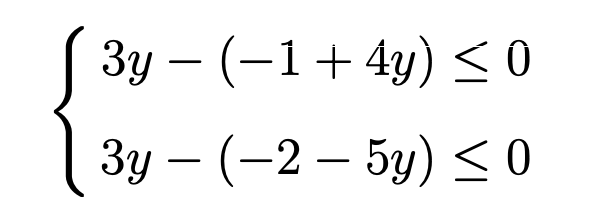 3y − (−1 + 4y) ≤ 0
3y − (−2 − 5y) ≤ 0